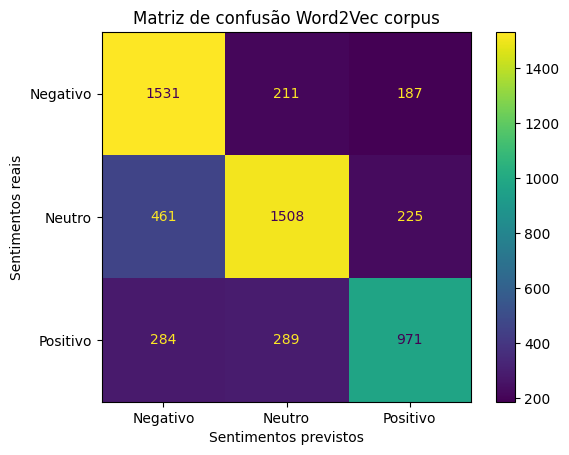 Matriz de confusão Word2Vec corpus
Sentimentos reais
Negativo
Neutro
Positivo
1531 211 187
461 1508 225
284 289 971
Negativo Neutro Positivo
Sentimentos previstos
1400
1200
1000
800
600
400
200